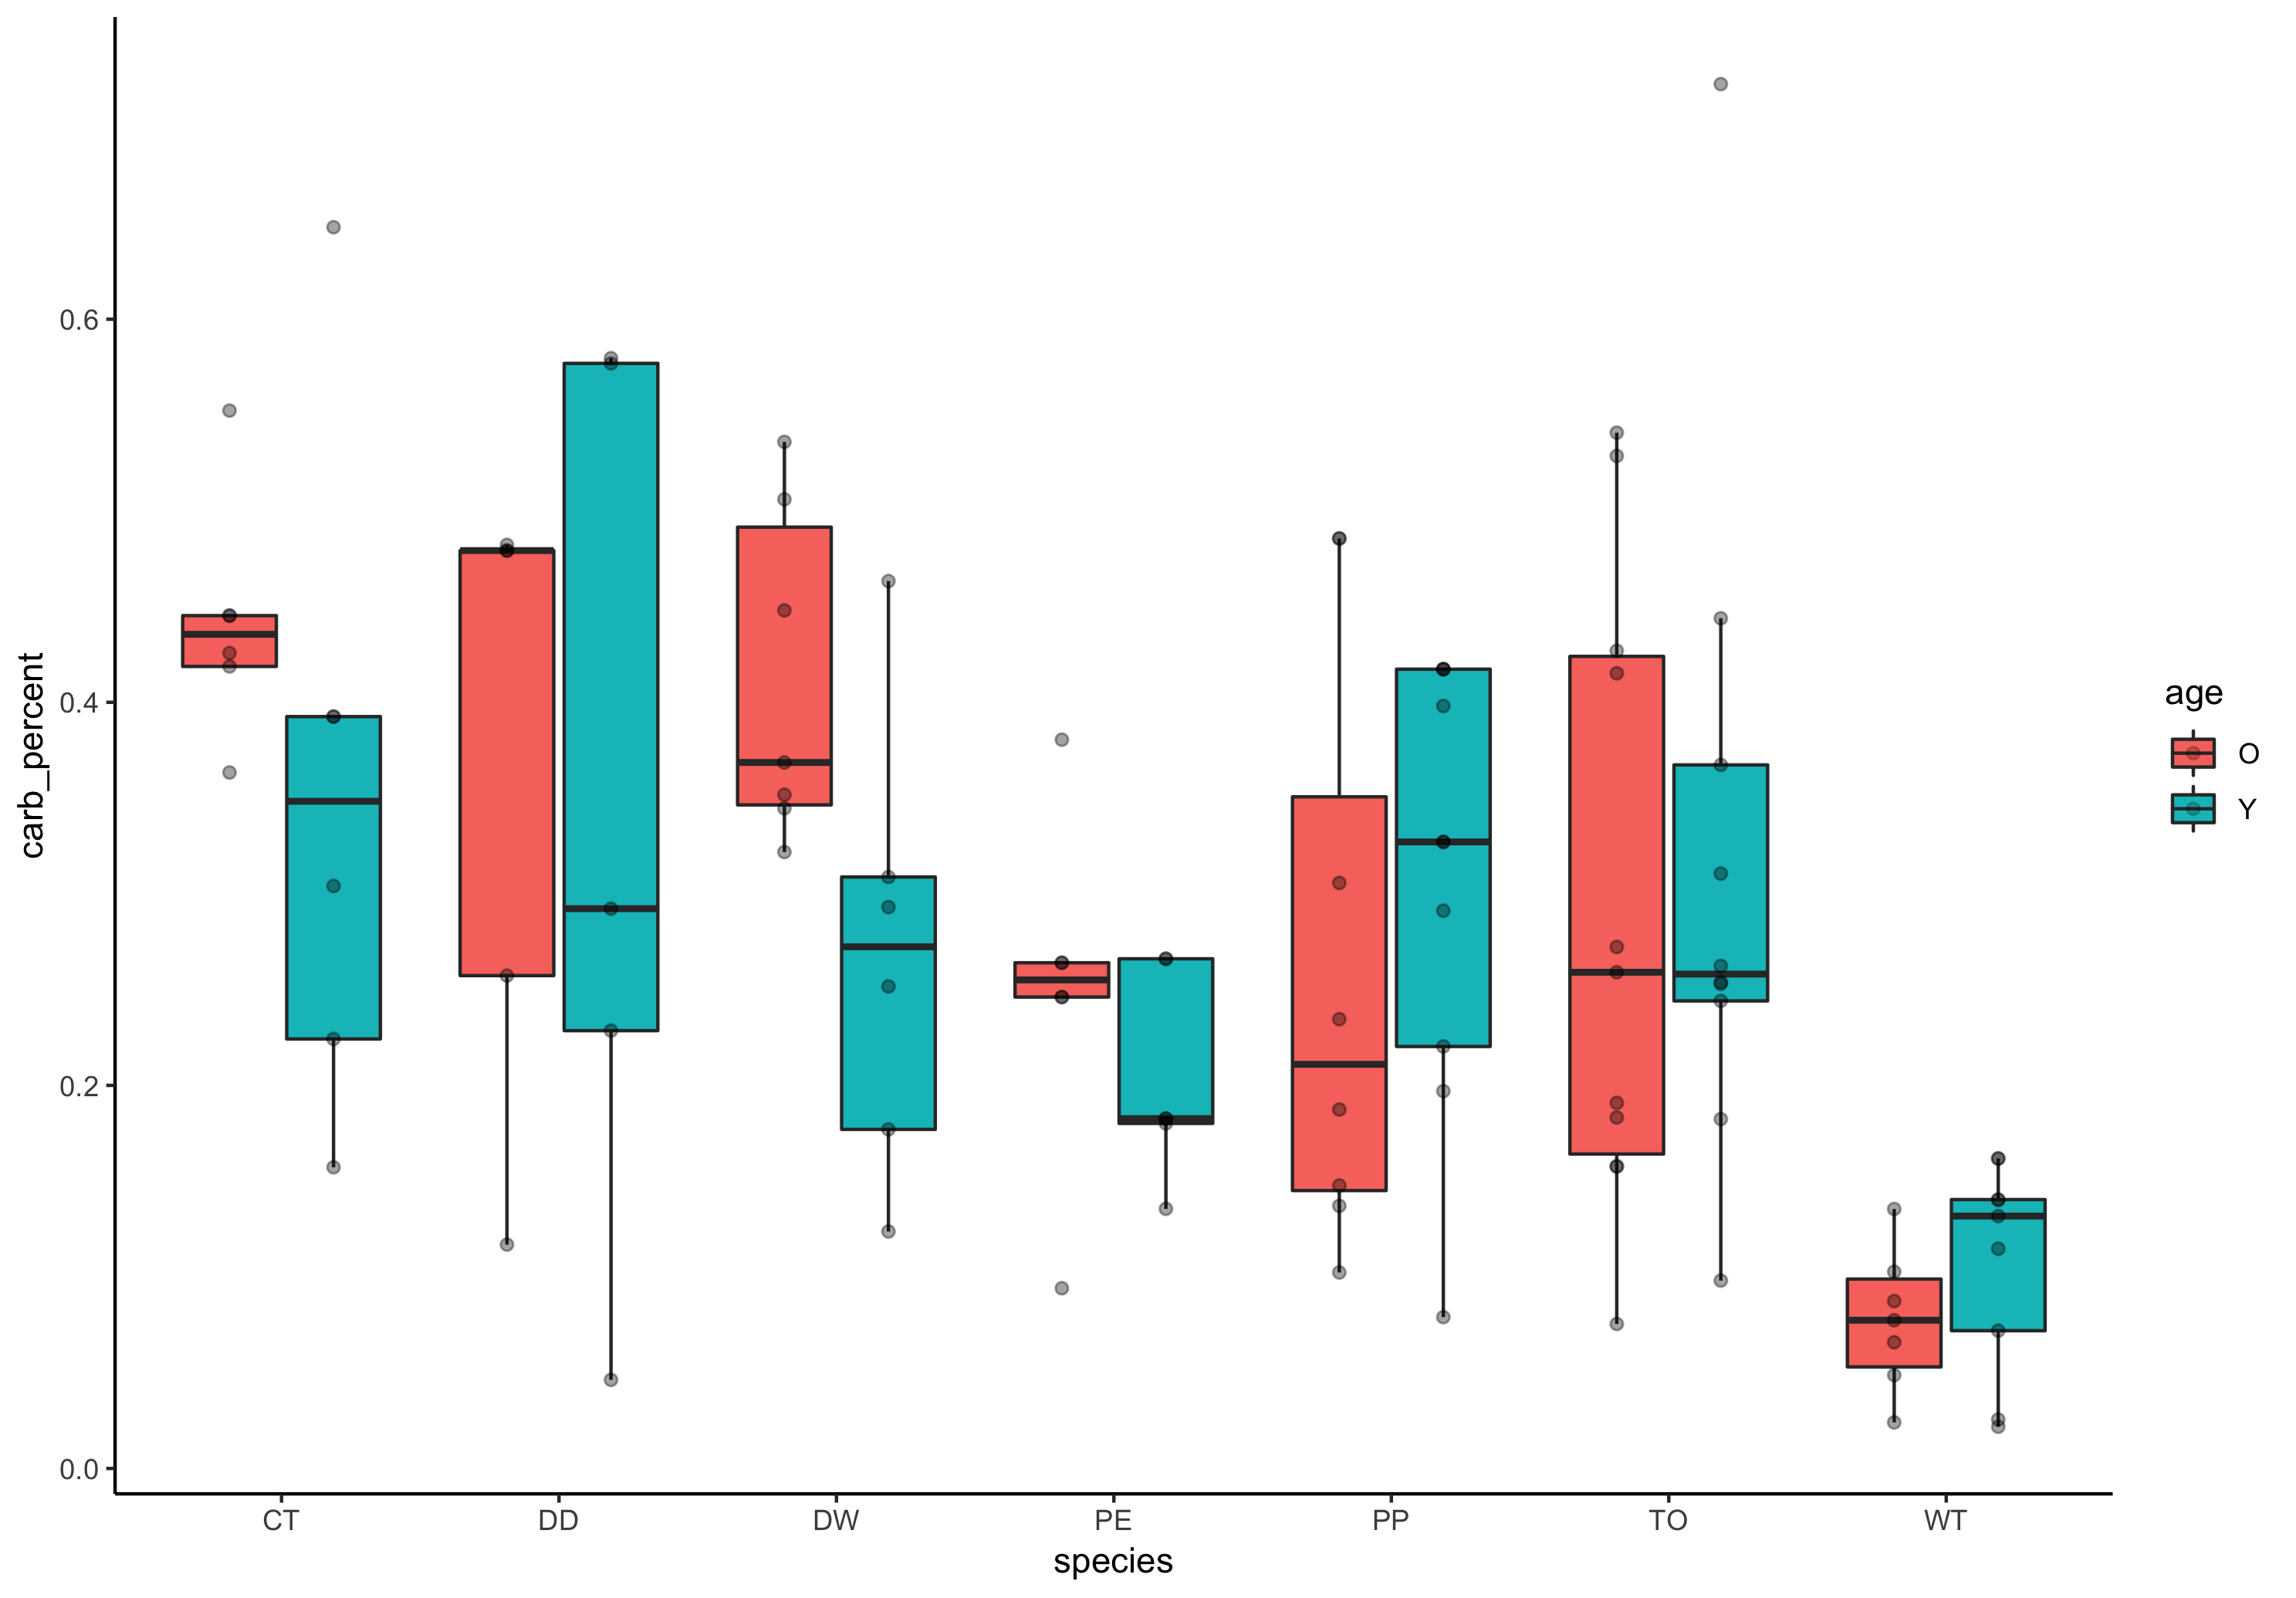 carb_percent
0.6
0.4
0.2
0.0
CT DD DW PE PP TO WT
species
age
O
Y